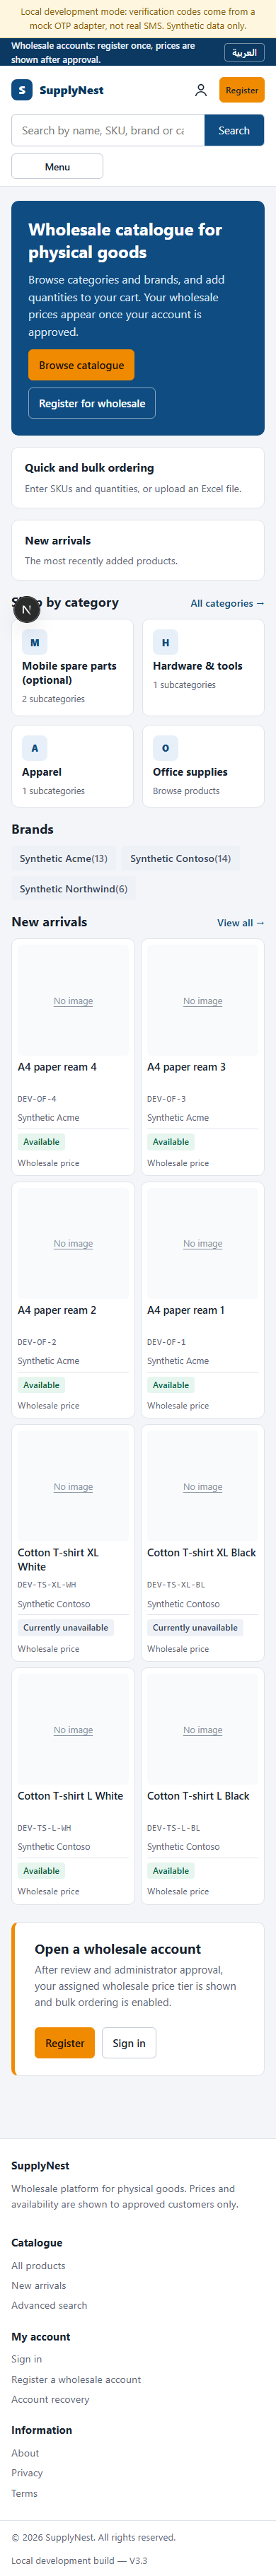 Local development mode: verification codes come from a
mock OTP adapter, not real SMS. Synthetic data only.
Wholesale accounts: register once, prices are
shown after approval.
العربية
S SupplyNest
Register
Search by name, SKU, brand or ca
Search
Menu
Wholesale catalogue for
physical goods
Browse categories and brands, and add
quantities to your cart. Your wholesale
prices appear once your account is
approved.
Browse catalogue
Register for wholesale
Quick and bulk ordering
Enter SKUs and quantities, or upload an Excel file.
New arrivals
The most recently added products.
N
by category
All categories →
M
Mobile spare parts
(optional)
2 subcategories
H
Hardware & tools
1 subcategories
A
Apparel
1 subcategories
O
Office supplies
Browse products
Brands
Synthetic Acme(13)
Synthetic Contoso(14)
Synthetic Northwind(6)
New arrivals
View all →
No image
A4 paper ream 4
DEV-OF-4
Synthetic Acme
Available
Wholesale price
No image
A4 paper ream 3
DEV-OF-3
Synthetic Acme
Available
Wholesale price
No image
A4 paper ream 2
DEV-OF-2
Synthetic Acme
Available
Wholesale price
No image
A4 paper ream 1
DEV-OF-1
Synthetic Acme
Available
Wholesale price
No image
Cotton T-shirt XL
White
DEV-TS-XL-WH
Synthetic Contoso
Currently unavailable
Wholesale price
No image
Cotton T-shirt XL Black
DEV-TS-XL-BL
Synthetic Contoso
Currently unavailable
Wholesale price
No image
Cotton T-shirt L White
DEV-TS-L-WH
Synthetic Contoso
Available
Wholesale price
No image
Cotton T-shirt L Black
DEV-TS-L-BL
Synthetic Contoso
Available
Wholesale price
Open a wholesale account
After review and administrator approval,
your assigned wholesale price tier is shown
and bulk ordering is enabled.
Register
Sign in
SupplyNest
Wholesale platform for physical goods. Prices and
availability are shown to approved customers only.
Catalogue
All products
New arrivals
Advanced search
My account
Sign in
Register a wholesale account
Account recovery
Information
About
Privacy
Terms
© 2026 SupplyNest. All rights reserved.
Local development build — V3.3